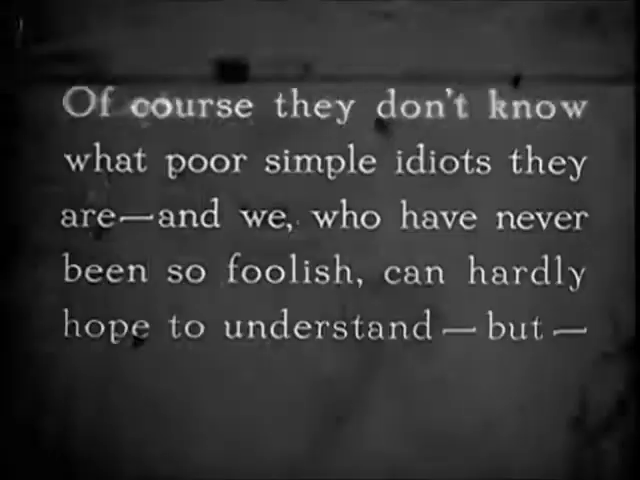 Of course they don't know
what poor simple idiots they
are—and we, who have never
been so foolish, can hardly
hope to understand — but —